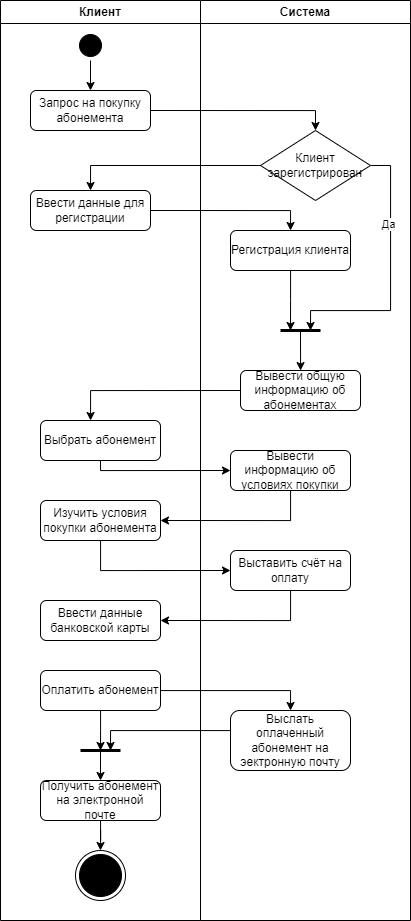 Клиент
Система
Запрос на покупку
абонемента
Клиент
зарегистрирован
Ввести данные для
регистрации
Да
Регистрация клиента
Вывести общую
информацию об
абонементах
Выбрать абонемент
Вывести
информацию об
условиях покупки
Изучить условия
покупки абонемента
Выставить счёт на
оплату
Ввести данные
банковской карты
Оплатить абонемент
Выслать
оплаченный
абонемент на
эектронную почту
Получить абонемент
на электронной
почте